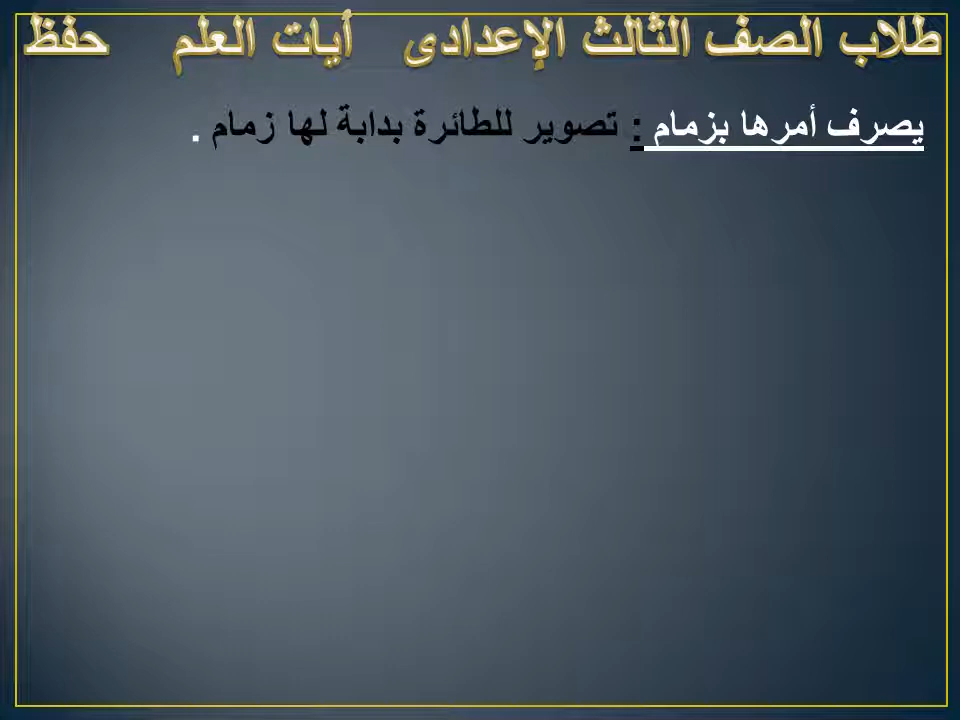 طلاب الصف الثالث الإعدادى أيات العلم حفظ
يصرف أمرها بزمام : تصوير للطائرة بدابة لها زمام .